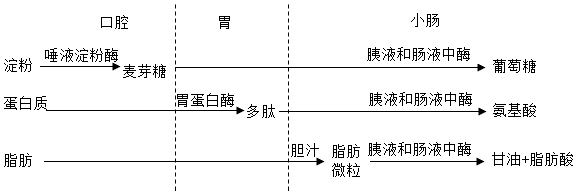 口腔 胃 小肠
淀粉 唾液淀粉酶 麦芽糖 胰液和肠液中酶 葡萄糖
蛋白质 胃蛋白酶 多肽 胰液和肠液中酶 氨基酸
脂肪 胆汁 脂肪微粒 胰液和肠液中酶 甘油+脂肪酸